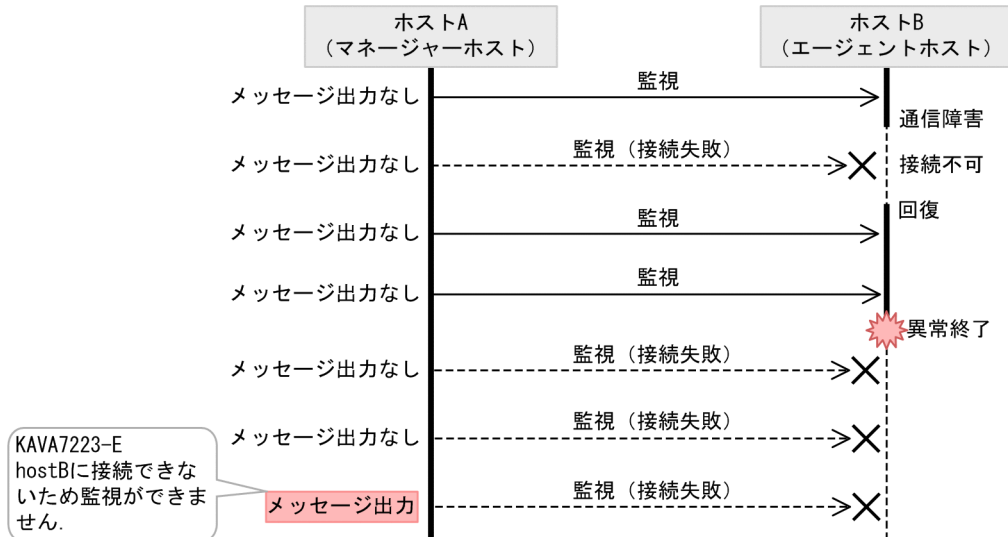 ホストA
（マネージャーホスト）
ホストB
（エージェントホスト）
メッセージ出力なし
監視
通信障害
メッセージ出力なし
監視（接続失敗）
接続不可
回復
メッセージ出力なし
監視
メッセージ出力なし
監視
異常終了
メッセージ出力なし
監視（接続失敗）
メッセージ出力なし
監視（接続失敗）
KAVA7223-E
hostBに接続できな
いため監視ができま
せん.
メッセージ出力
監視（接続失敗）